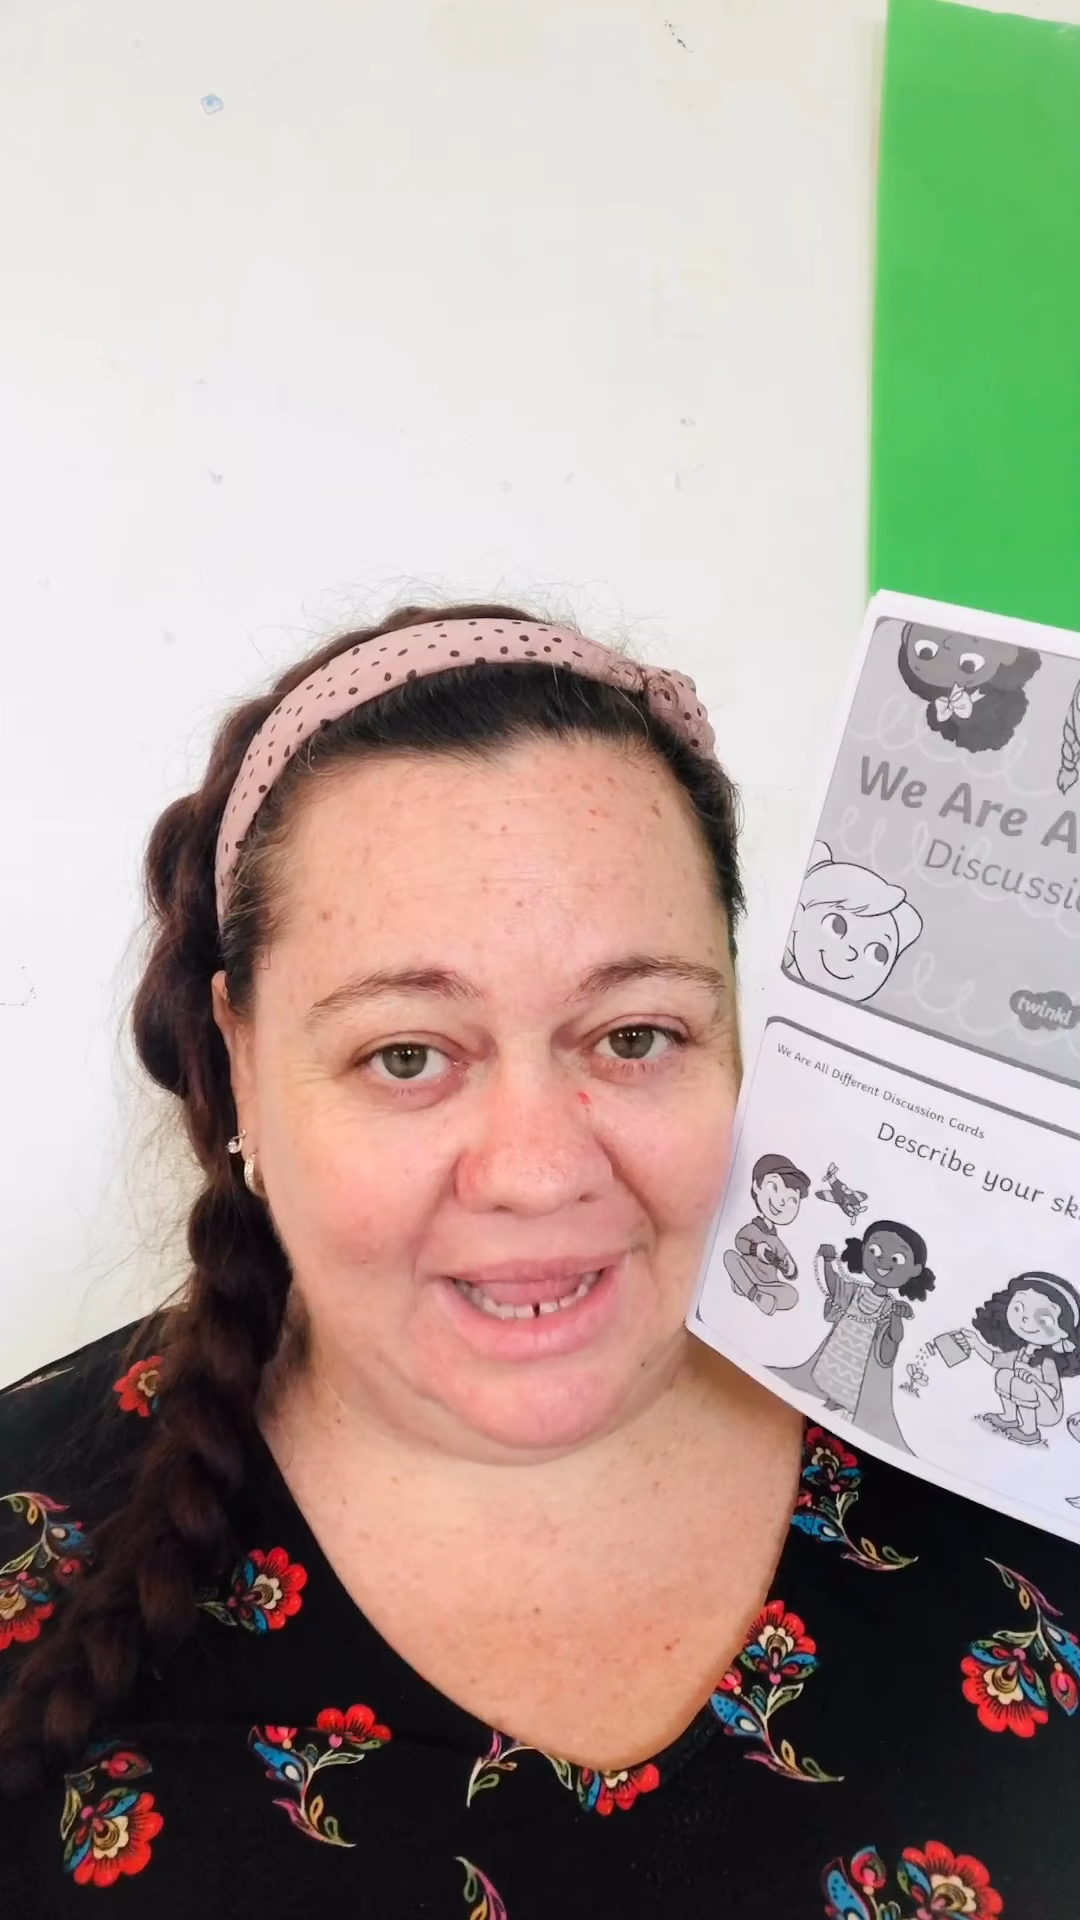 We Are A
Discussi
twinkl
We Are All Different Discussion Cards
Describe your sk